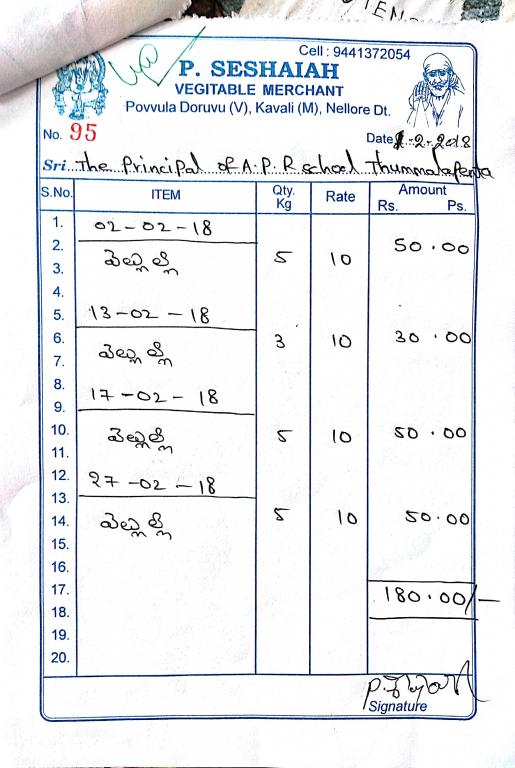 TEN
Cell : 9441372054
P. SESHAIAH
VEGITABLE MERCHANT
Povvula Doruvu (V), Kavali (M), Nellore Dt.
No. 95 Date 1-2-2018
Sri. The Principal of A.P.R school Thummalapenta
S.No. ITEM Qty. Kg Rate Amount Rs. Ps.
1. 02-02-18
2. 50.00
3. వెల్లుల్లి 5 10
4.
5. 13-02-18
6. 3 10 30.00
7. వెల్లుల్లి
8. 17-02-18
9.
10. వెల్లుల్లి 5 10 50.00
11.
12. 27-02-18
13.
14. వెల్లుల్లి 5 10 50.00
15.
16.
17. 180.00/-
18.
19.
20.
Signature